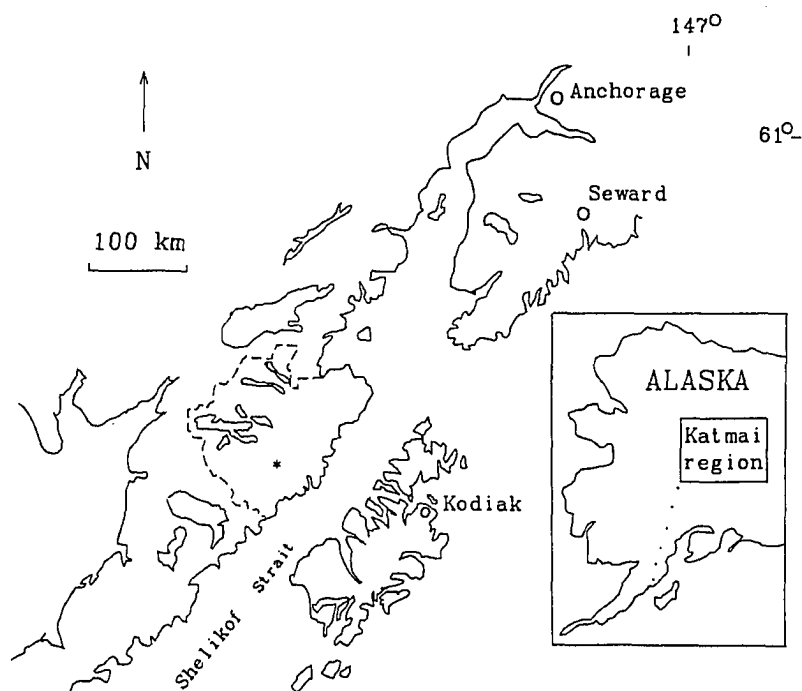 147°
Anchorage
61°
N
Seward
100 km
ALASKA
Katmai
region
*
Kodiak
Shelikof Strait